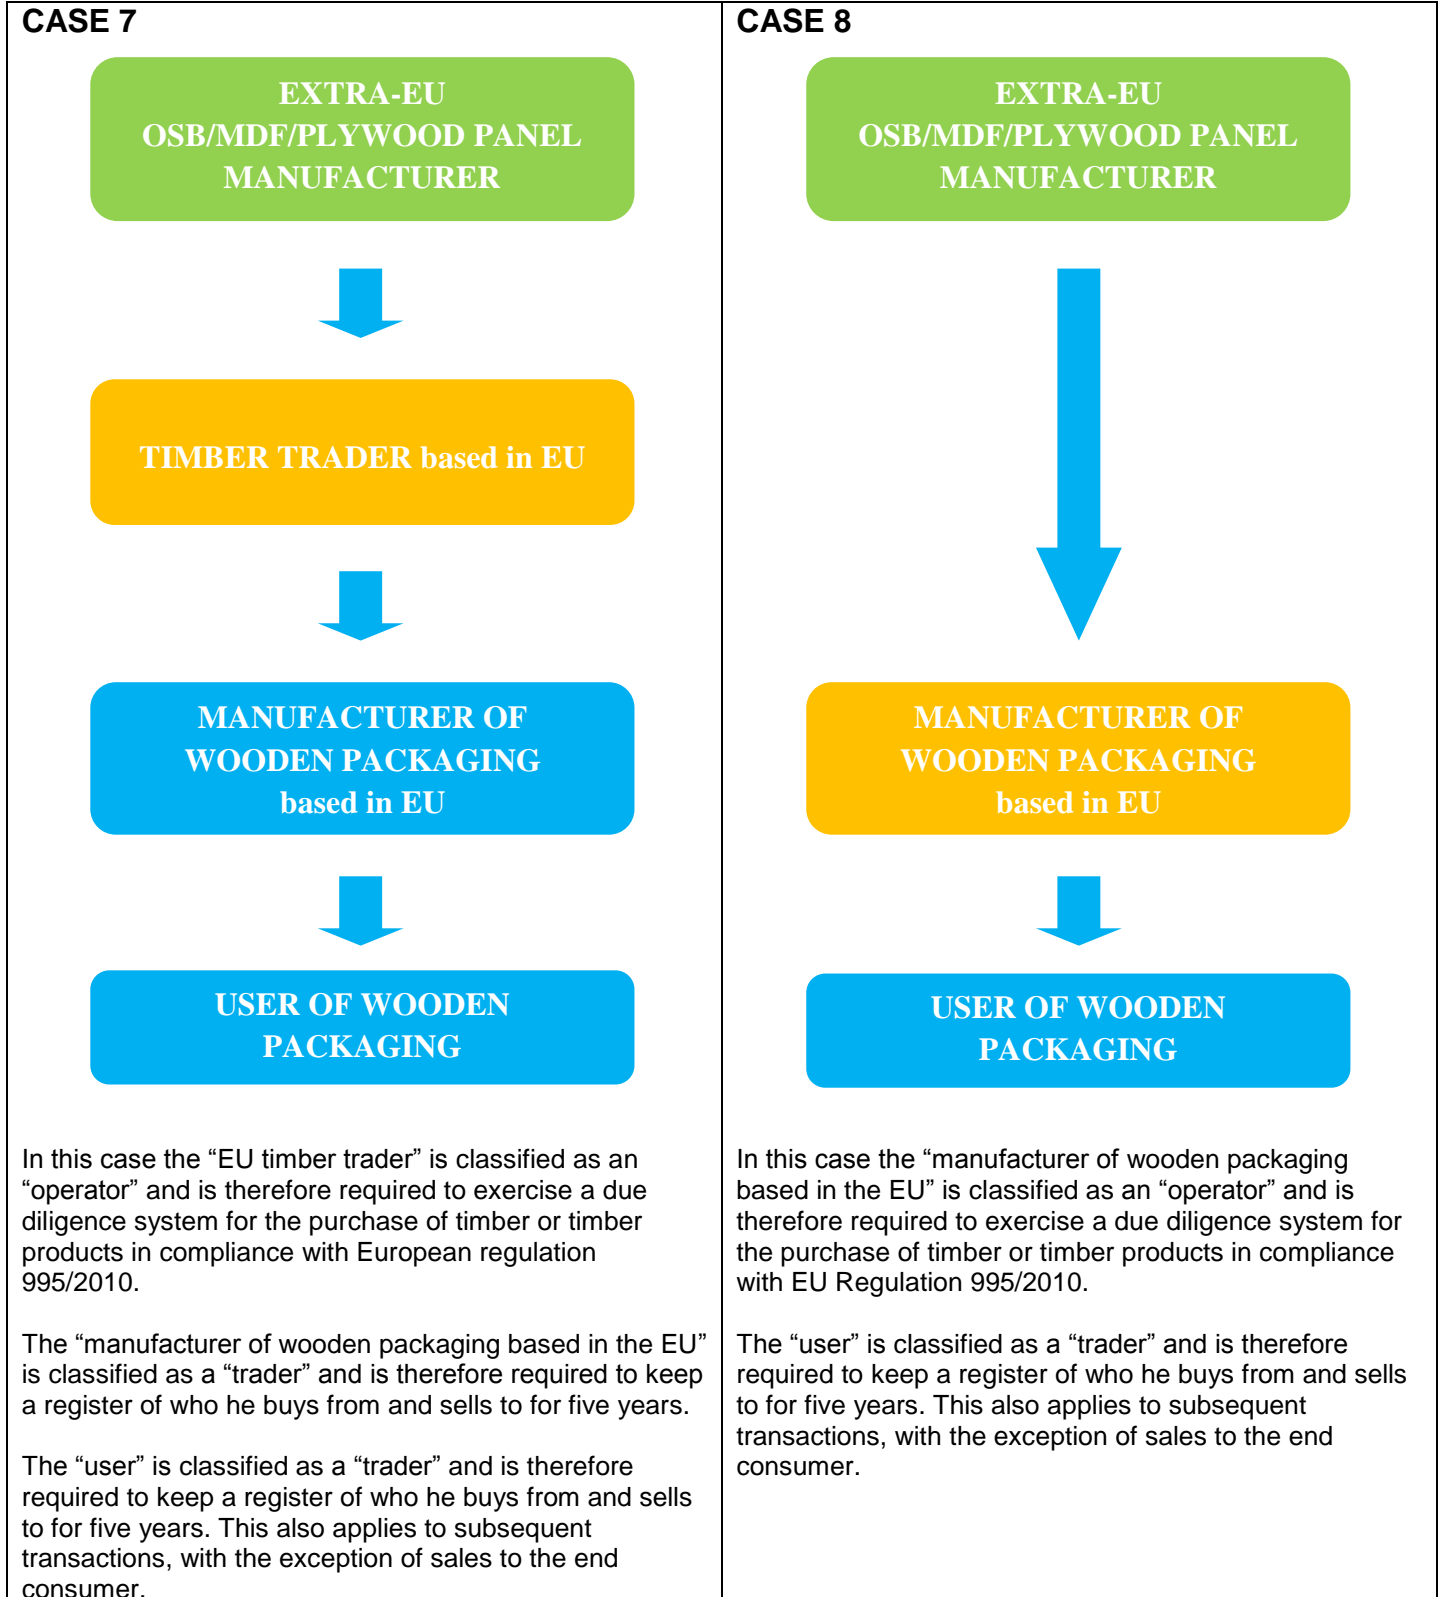 CASE 7
EXTRA-EU
OSB/MDF/PLYWOOD PANEL
MANUFACTURER
TIMBER TRADER based in EU
MANUFACTURER OF
WOODEN PACKAGING
based in EU
USER OF WOODEN
PACKAGING
In this case the “EU timber trader” is classified as an
“operator” and is therefore required to exercise a due
diligence system for the purchase of timber or timber
products in compliance with European regulation
995/2010.
The “manufacturer of wooden packaging based in the EU”
is classified as a “trader” and is therefore required to keep
a register of who he buys from and sells to for five years.
The “user” is classified as a “trader” and is therefore
required to keep a register of who he buys from and sells
to for five years. This also applies to subsequent
transactions, with the exception of sales to the end
consumer.
CASE 8
EXTRA-EU
OSB/MDF/PLYWOOD PANEL
MANUFACTURER
MANUFACTURER OF
WOODEN PACKAGING
based in EU
USER OF WOODEN
PACKAGING
In this case the “manufacturer of wooden packaging
based in the EU” is classified as an “operator” and is
therefore required to exercise a due diligence system for
the purchase of timber or timber products in compliance
with EU Regulation 995/2010.
The “user” is classified as a “trader” and is therefore
required to keep a register of who he buys from and sells
to for five years. This also applies to subsequent
transactions, with the exception of sales to the end
consumer.